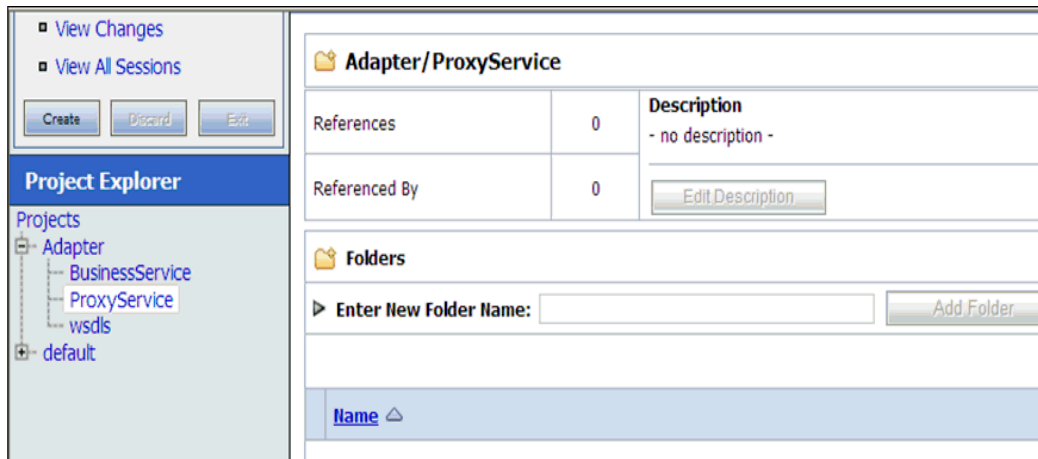 View Changes
View All Sessions
Create Discard Exit
Project Explorer
Projects
Adapter
BusinessService
ProxyService
wsdls
default
Adapter/ProxyService
References 0
Referenced By 0
Description
- no description -
Edit Description
Folders
Enter New Folder Name: Add Folder
Name